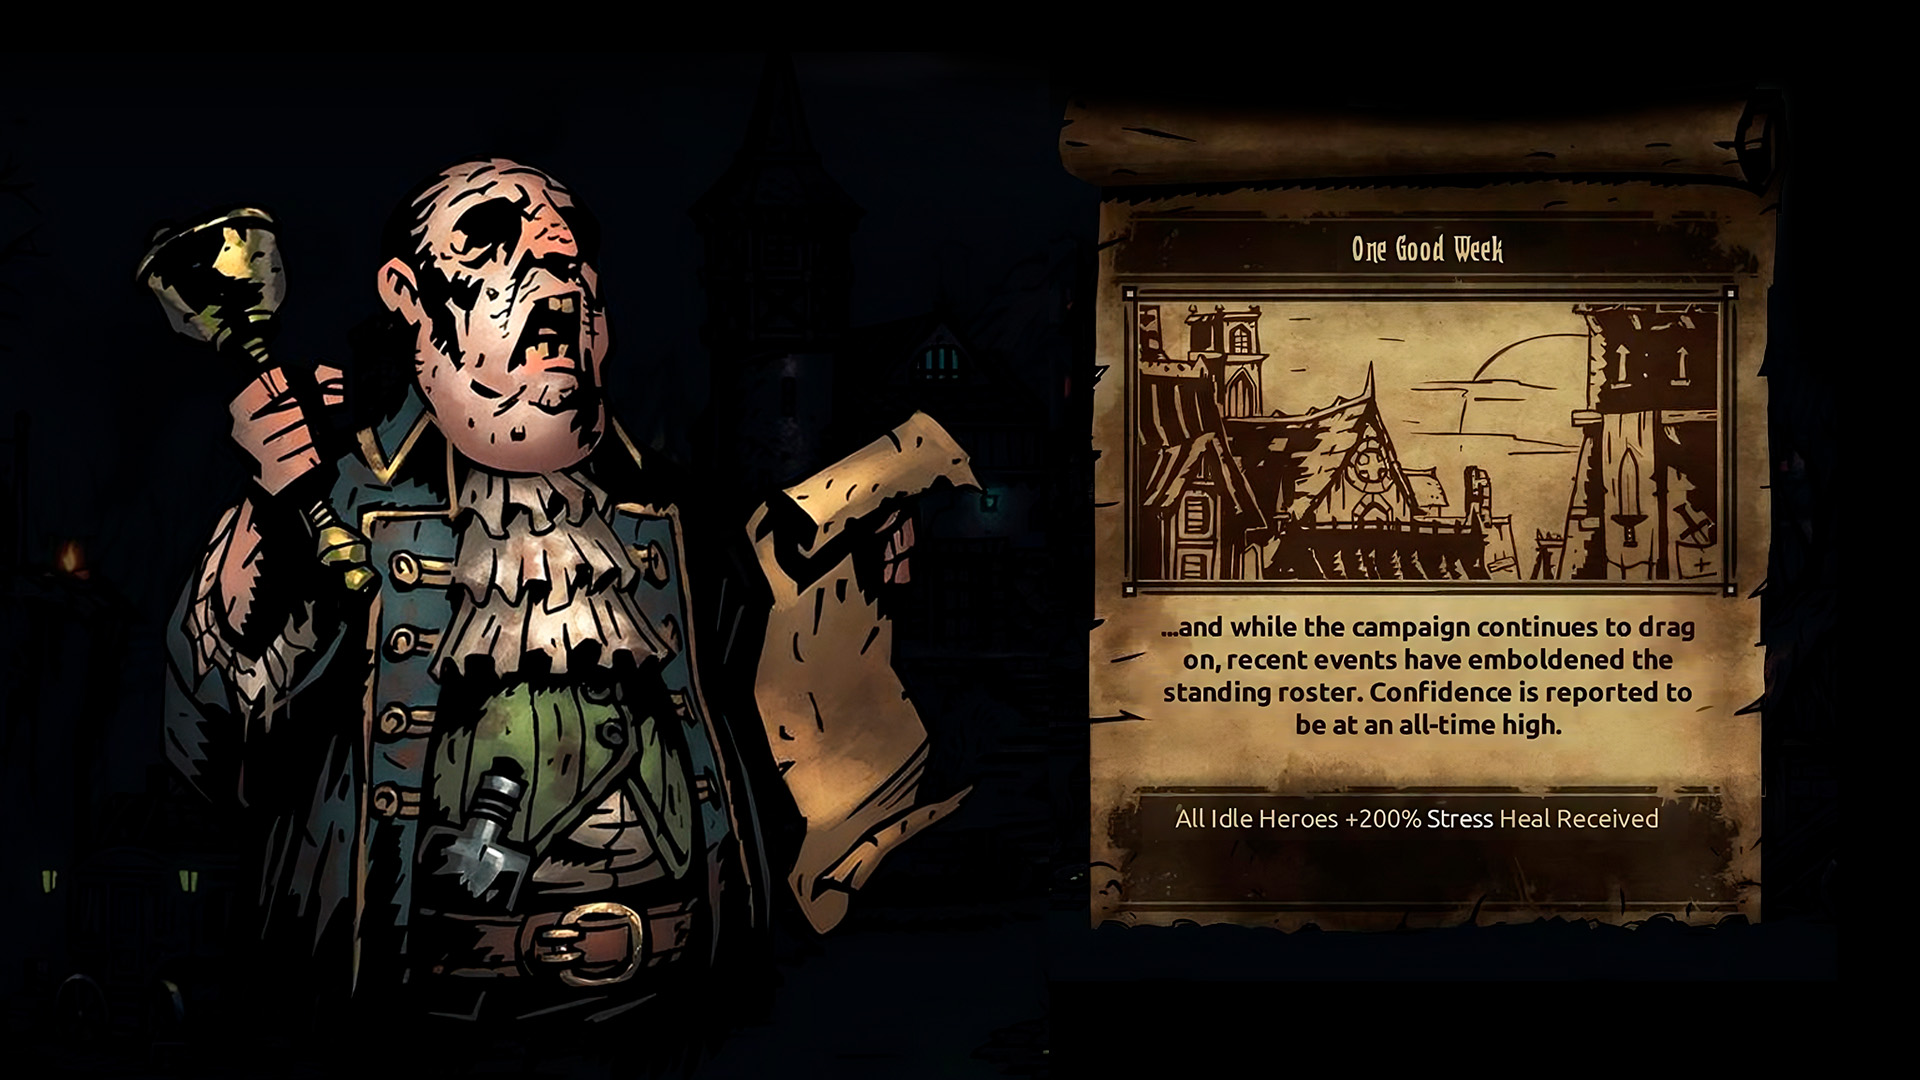 One Good Week
...and while the campaign continues to drag
on, recent events have emboldened the
standing roster. Confidence is reported to
be at an all-time high.
All Idle Heroes +200% Stress Heal Received